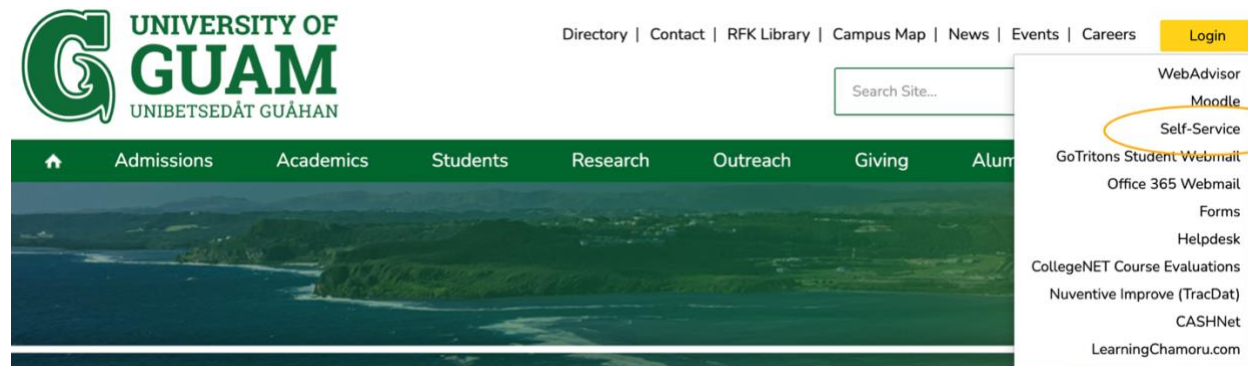 UNIVERSITY OF
GUAM
UNIBETSEDÅT GUÅHAN
Directory | Contact | RFK Library | Campus Map | News | Events | Careers
Login
Search Site...
WebAdvisor
Moodle
Self-Service
GoTritons Student Webmail
Office 365 Webmail
Forms
Helpdesk
CollegeNET Course Evaluations
Nuventive Improve (TracDat)
CASHNet
LearningChamoru.com
Admissions Academics Students Research Outreach Giving